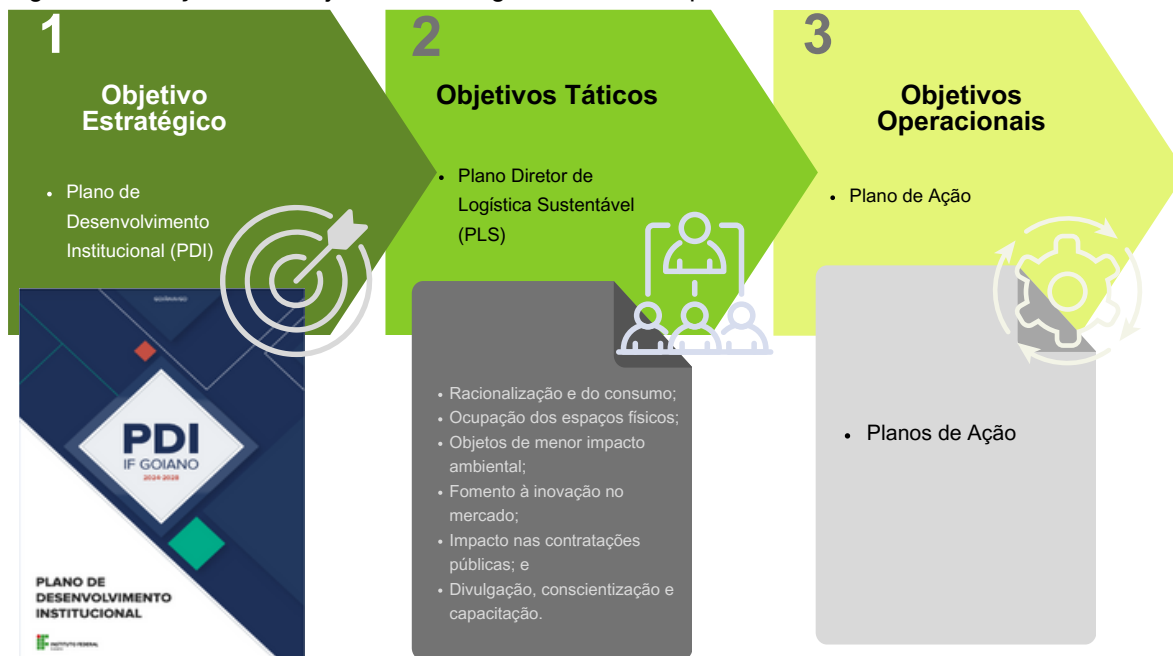 1
Objetivo
Estratégico
• Plano de
Desenvolvimento
Institucional (PDI)
PDI
IF GOIANO
2024-2028
PLANO DE
DESENVOLVIMENTO
INSTITUCIONAL
INSTITUTO FEDERAL
2
Objetivos Táticos
• Plano Diretor de
Logística Sustentável
(PLS)
• Racionalização e do consumo;
• Ocupação dos espaços físicos;
• Objetos de menor impacto
ambiental;
• Fomento à inovação no
mercado;
• Impacto nas contratações
públicas; e
• Divulgação, conscientização e
capacitação.
3
Objetivos
Operacionais
• Plano de Ação
• Planos de Ação